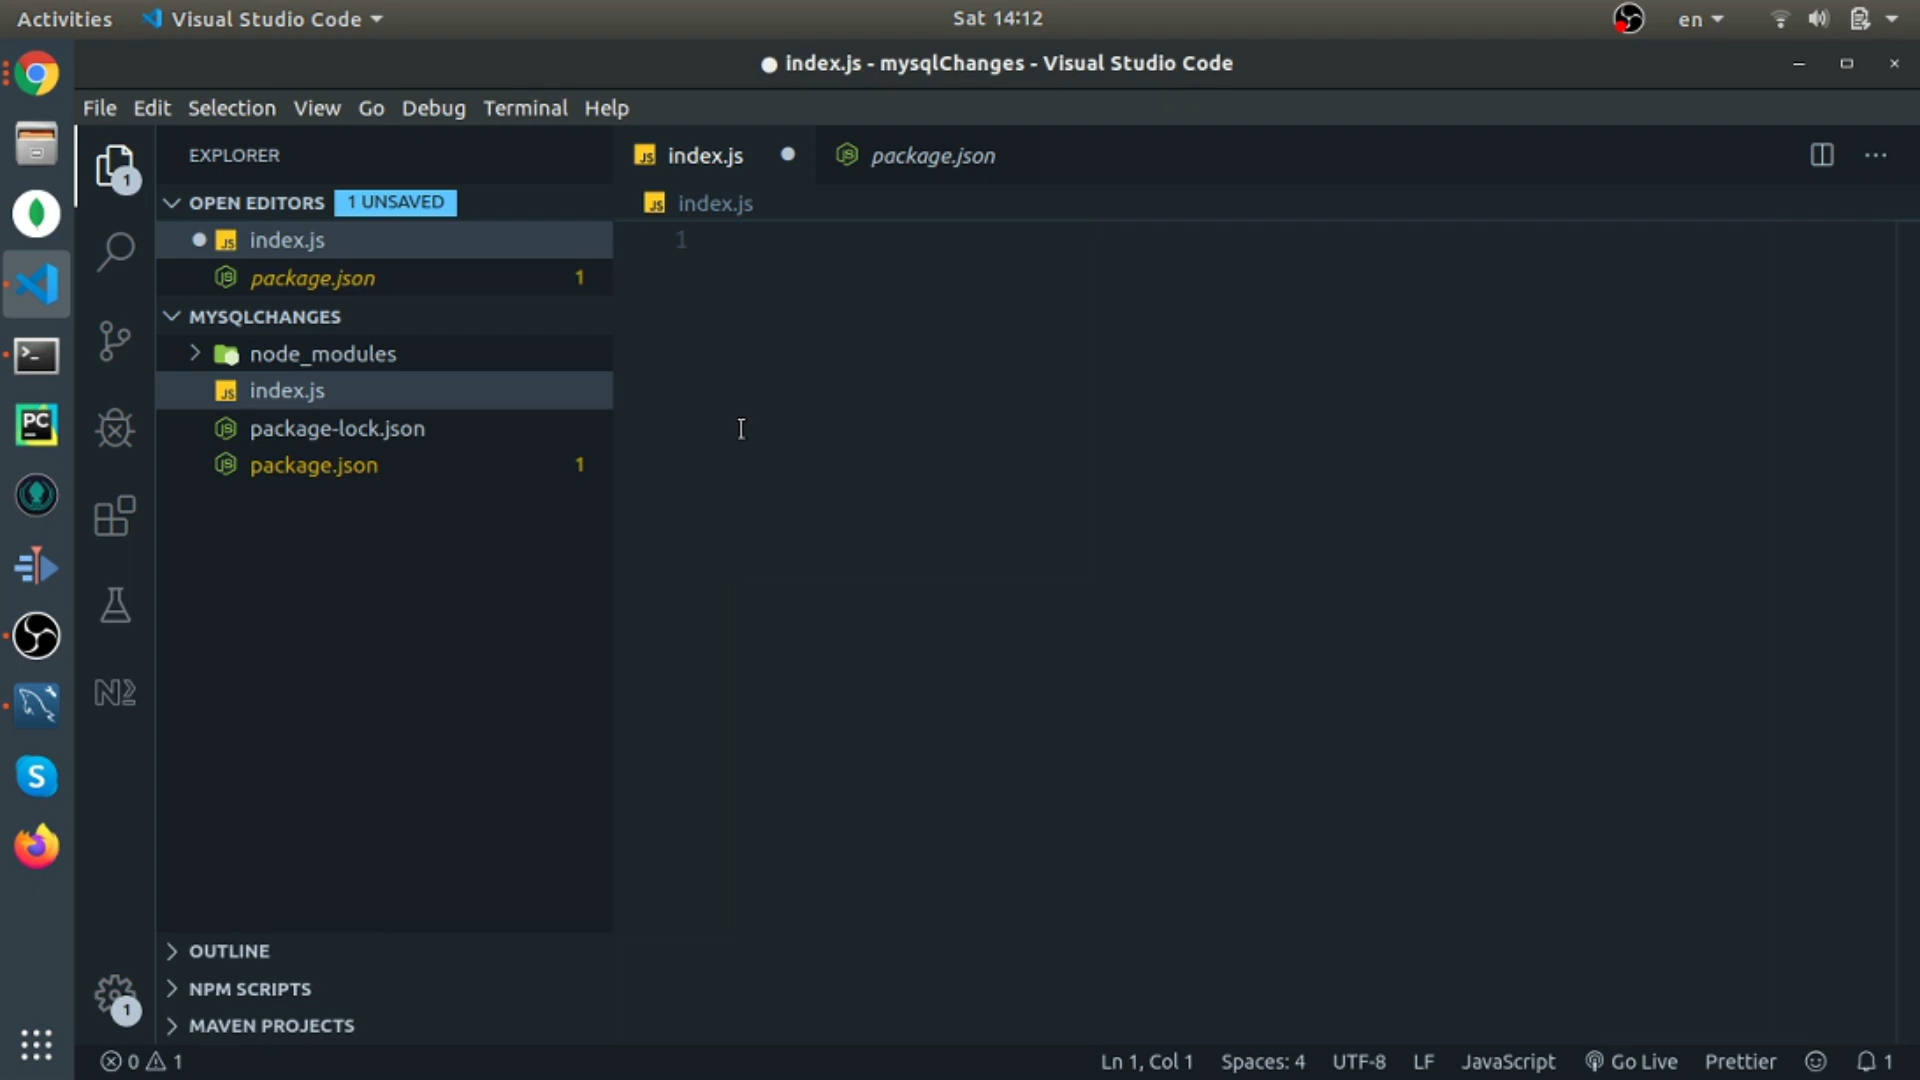 Activities Visual Studio Code Sat 14:12 en
index.js - mysqlChanges - Visual Studio Code
File Edit Selection View Go Debug Terminal Help
EXPLORER
1
OPEN EDITORS 1 UNSAVED
index.js
package.json 1
MYSQLCHANGES
node_modules
index.js
package-lock.json
package.json 1
OUTLINE
NPM SCRIPTS
MAVEN PROJECTS
1
index.js package.json
index.js
1
PC
S
0 1 Ln 1, Col 1 Spaces: 4 UTF-8 LF JavaScript Go Live Prettier 1